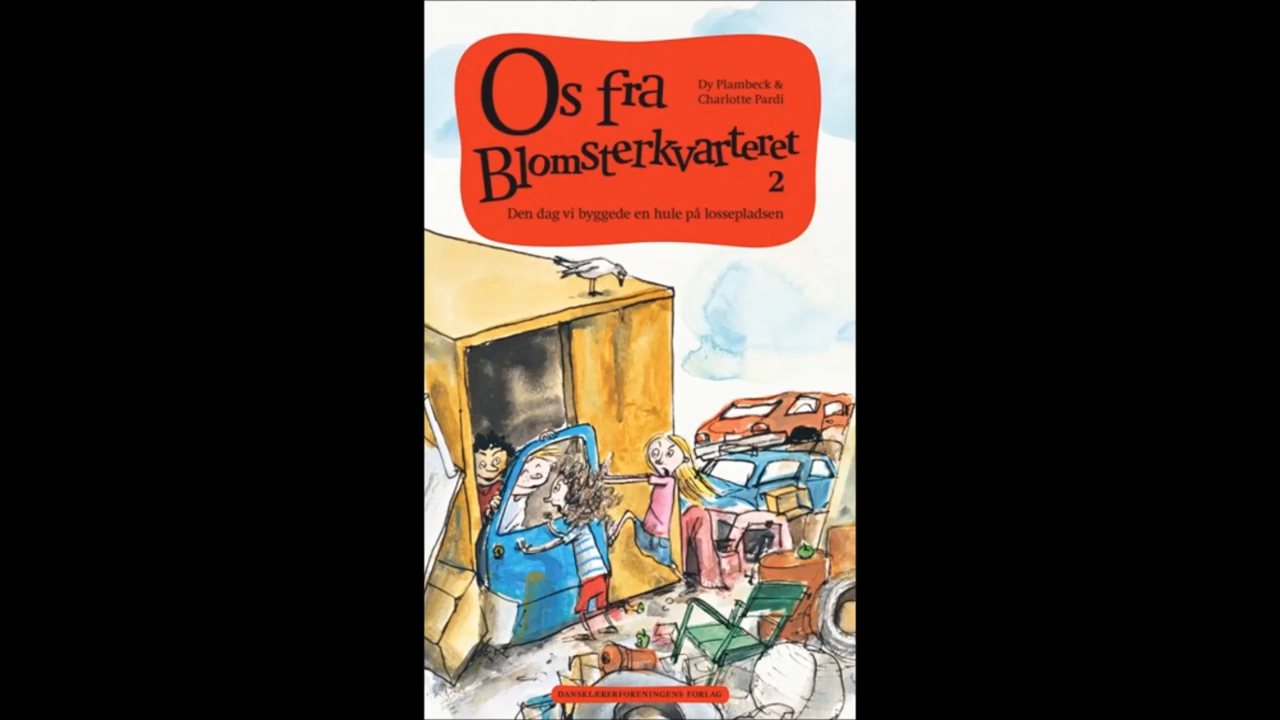 Os fra
Dy Plambeck &
Charlotte Pardi
Blomsterkvarteret
2
Den dag vi byggede en hule på lossepladsen
DANSKLÆRERFORENINGENS FORLAG